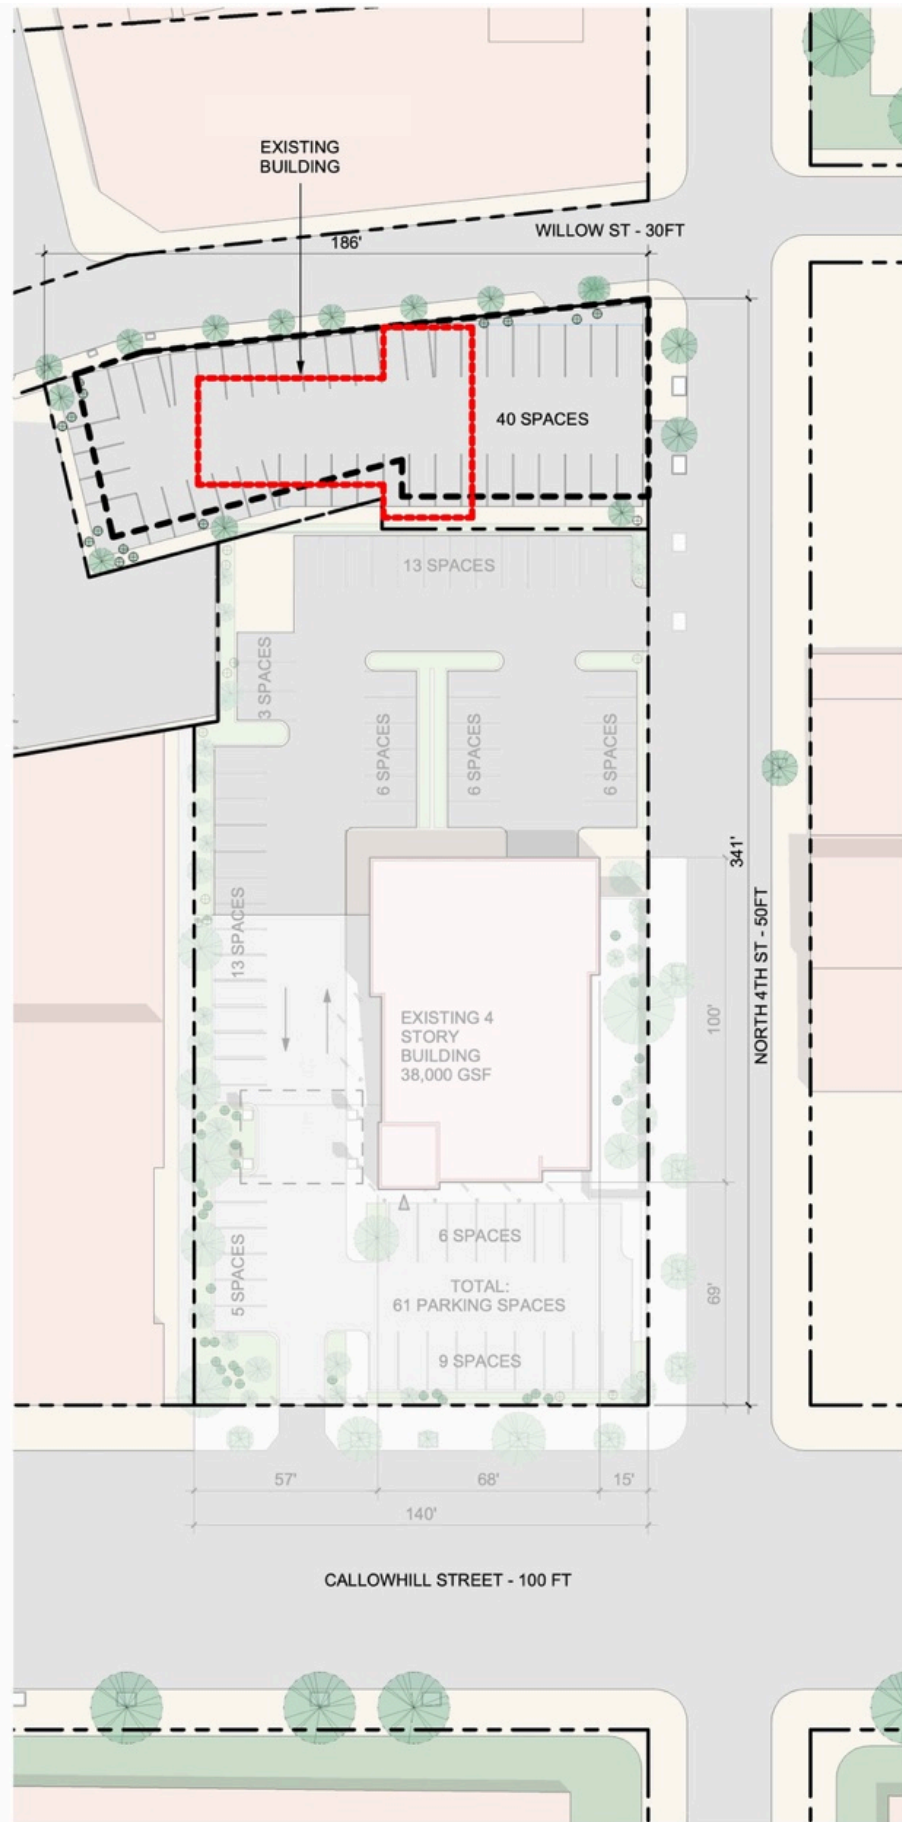 EXISTING
BUILDING
WILLOW ST - 30FT
186'
40 SPACES
13 SPACES
3 SPACES
6 SPACES
6 SPACES
6 SPACES
341'
NORTH 4TH ST - 50FT
13 SPACES
100'
EXISTING 4
STORY
BUILDING
38,000 GSF
6 SPACES
5 SPACES
TOTAL:
61 PARKING SPACES
69'
9 SPACES
57'
68'
15'
140'
CALLOWHILL STREET - 100 FT